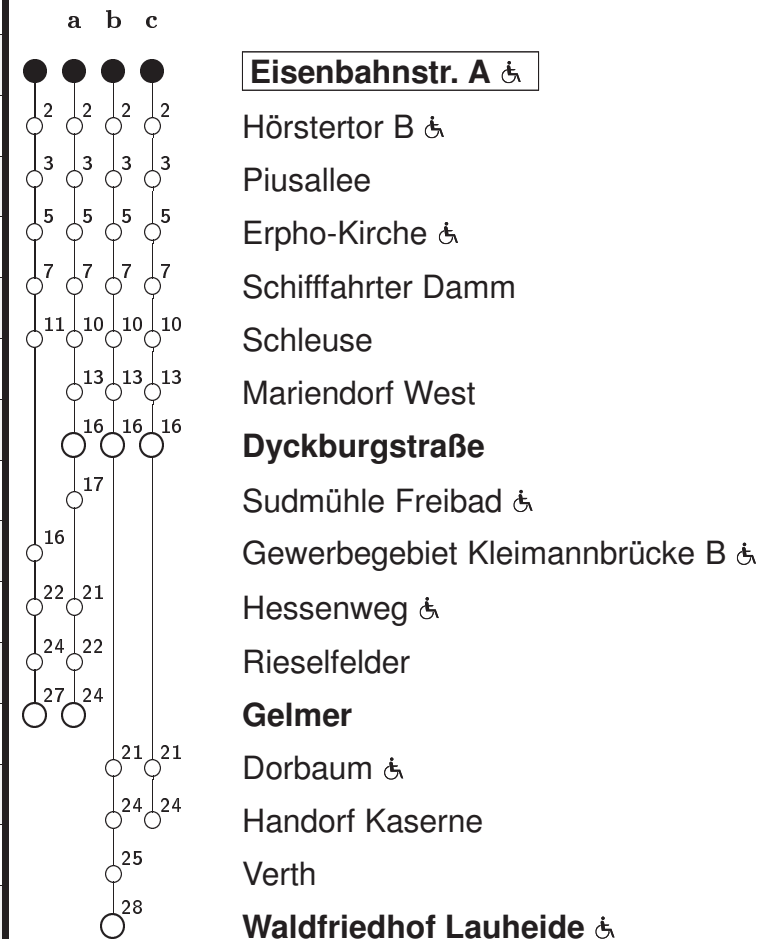 a b c
Eisenbahnstr. A
2 2 2 2 Hörstertor B
3 3 3 3 Piusallee
5 5 5 5 Erpho-Kirche
7 7 7 7 Schifffahrter Damm
11 10 10 10 Schleuse
13 13 13 Mariendorf West
16 16 16 Dyckburgstraße
17 Sudmühle Freibad
16 Gewerbegebiet Kleimannbrücke B
22 21 Hessenweg
24 22 Rieselfelder
27 24 Gelmer
21 21 Dorbaum
24 24 Handorf Kaserne
25 Verth
28 Waldfriedhof Lauheide